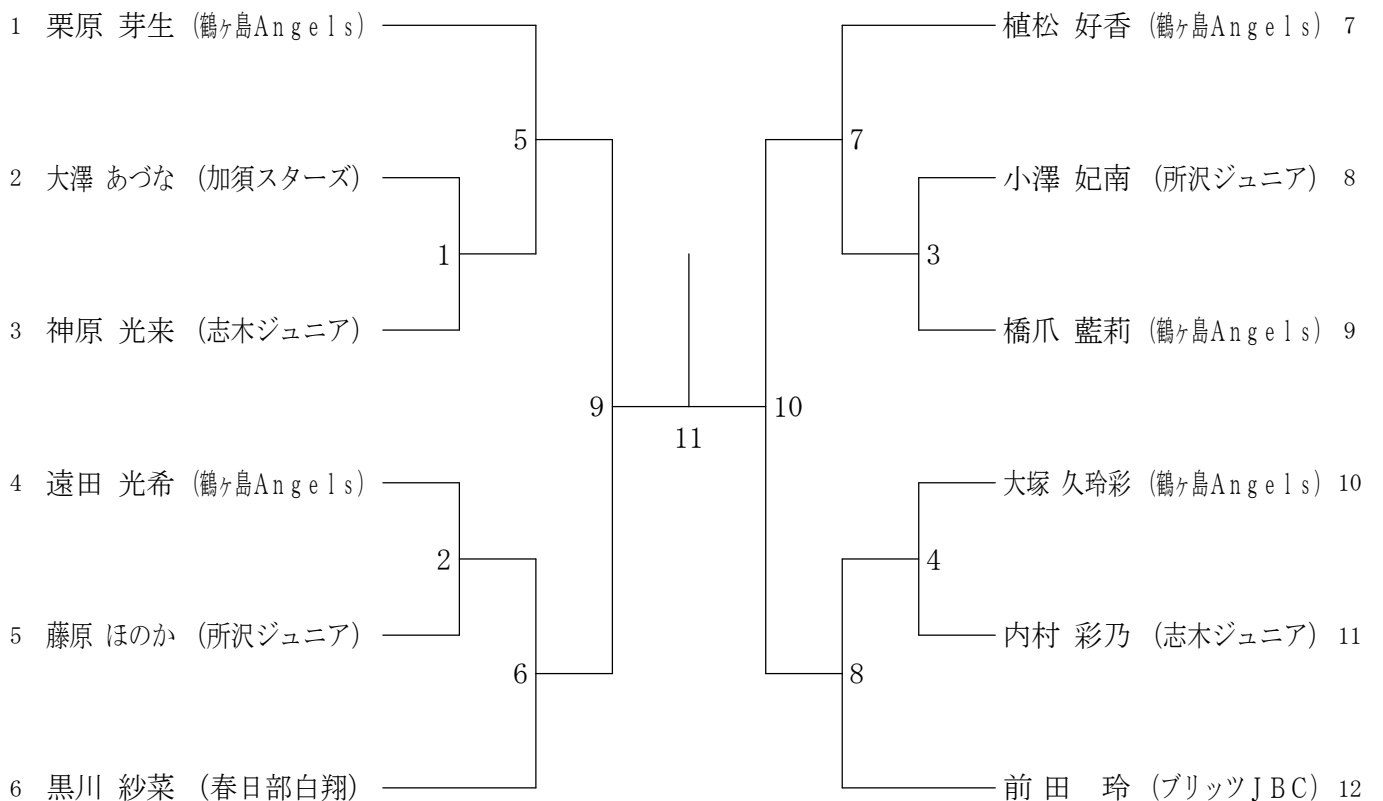 1 栗原 芽生 (鶴ヶ島Angels)
植松 好香 (鶴ヶ島Angels) 7
5
7
2 大澤 あづな (加須スターズ)
小澤 妃南 (所沢ジュニア) 8
1
3
3 神原 光来 (志木ジュニア)
橋爪 藍莉 (鶴ヶ島Angels) 9
9
10
11
4 遠田 光希 (鶴ヶ島Angels)
大塚 久玲彩 (鶴ヶ島Angels) 10
2
4
5 藤原 ほのか (所沢ジュニア)
内村 彩乃 (志木ジュニア) 11
6
8
6 黒川 紗菜 (春日部白翔)
前田 玲 (ブリッツJBC) 12